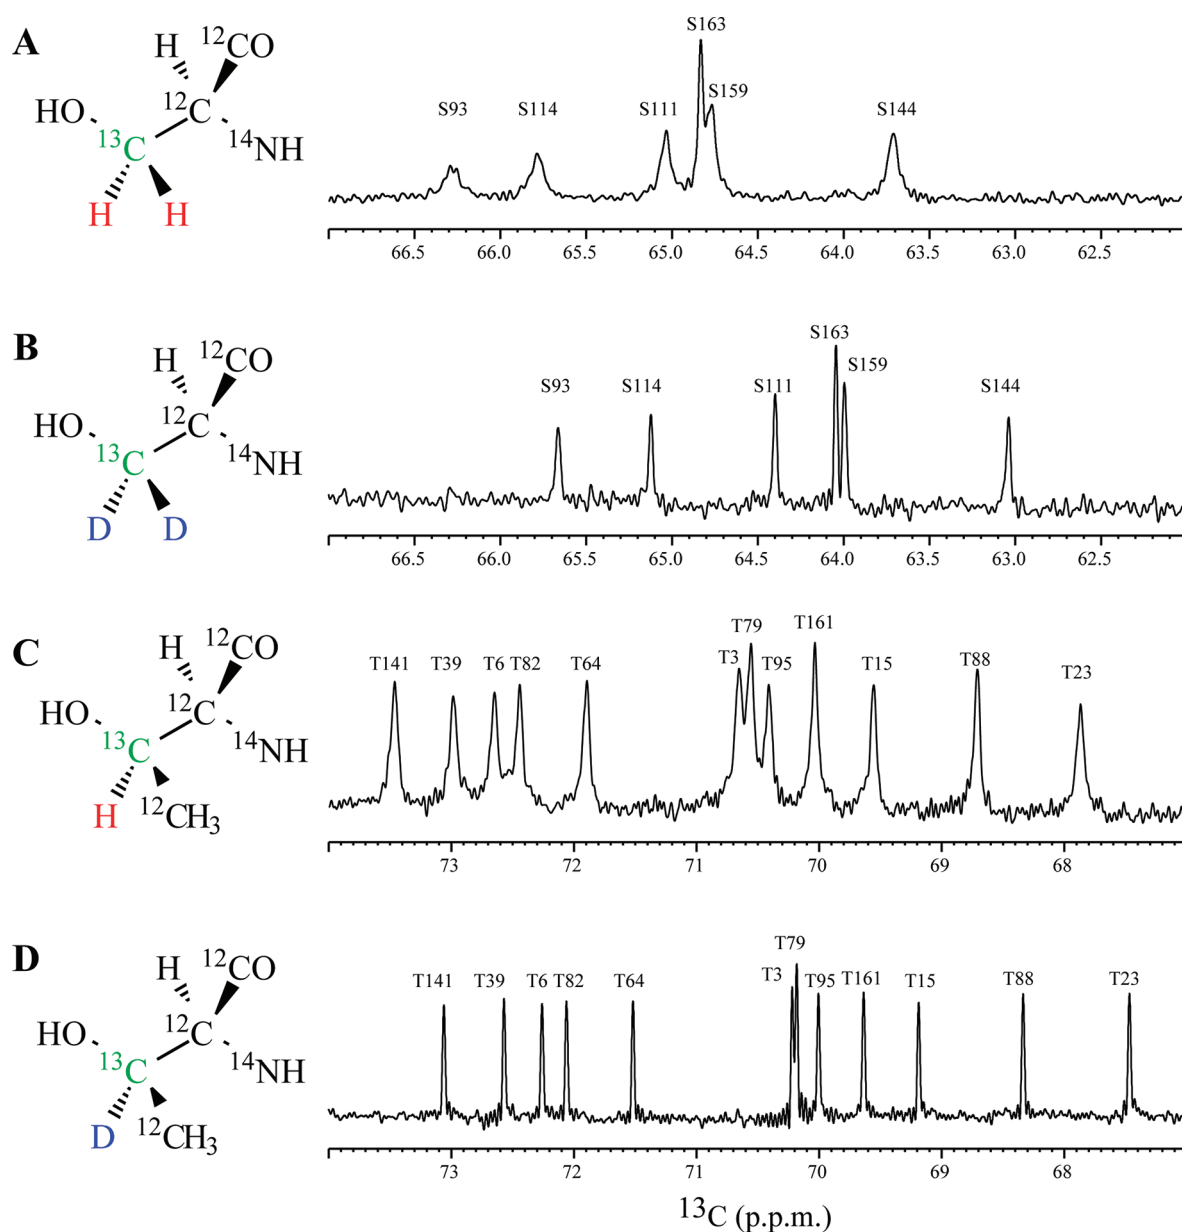 A
H ¹²CO
HO ¹²C
¹³C ¹⁴NH
H H
S93 S114 S111 S163 S159 S144
66.5 66.0 65.5 65.0 64.5 64.0 63.5 63.0 62.5
B
H ¹²CO
HO ¹²C
¹³C ¹⁴NH
D D
S93 S114 S111 S163 S159 S144
66.5 66.0 65.5 65.0 64.5 64.0 63.5 63.0 62.5
C
H ¹²CO
HO ¹²C
¹³C ¹⁴NH
H ¹²CH₃
T141 T39 T6 T82 T64 T3 T79 T95 T161 T15 T88 T23
73 72 71 70 69 68
D
H ¹²CO
HO ¹²C
¹³C ¹⁴NH
D ¹²CH₃
T141 T39 T6 T82 T64 T3 T79 T95 T161 T15 T88 T23
73 72 71 70 69 68
¹³C (p.p.m.)